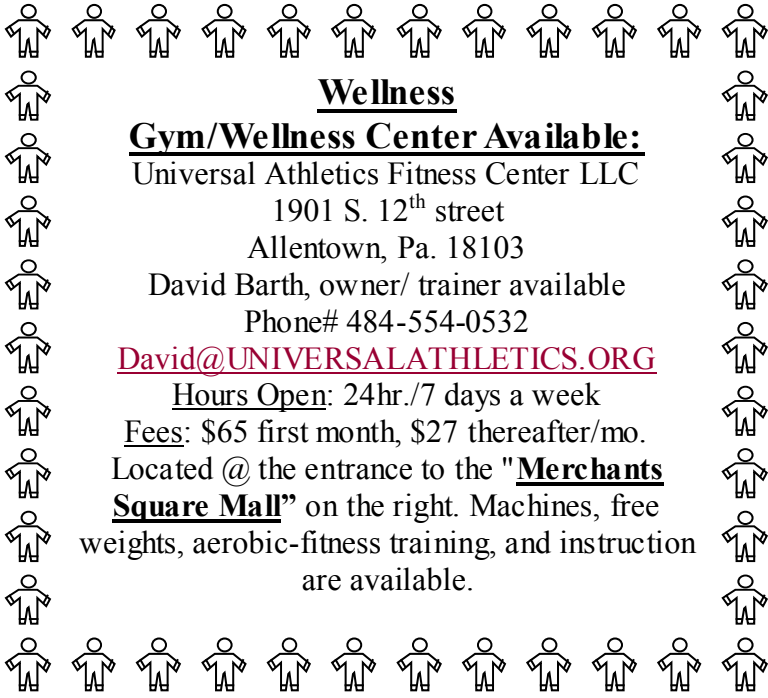 Wellness
Gym/Wellness Center Available:
Universal Athletics Fitness Center LLC
1901 S. 12th street
Allentown, Pa. 18103
David Barth, owner/ trainer available
Phone# 484-554-0532
David@UNIVERSALATHLETICS.ORG
Hours Open: 24hr./7 days a week
Fees: $65 first month, $27 thereafter/mo.
Located @ the entrance to the "Merchants
Square Mall” on the right. Machines, free
weights, aerobic-fitness training, and instruction
are available.